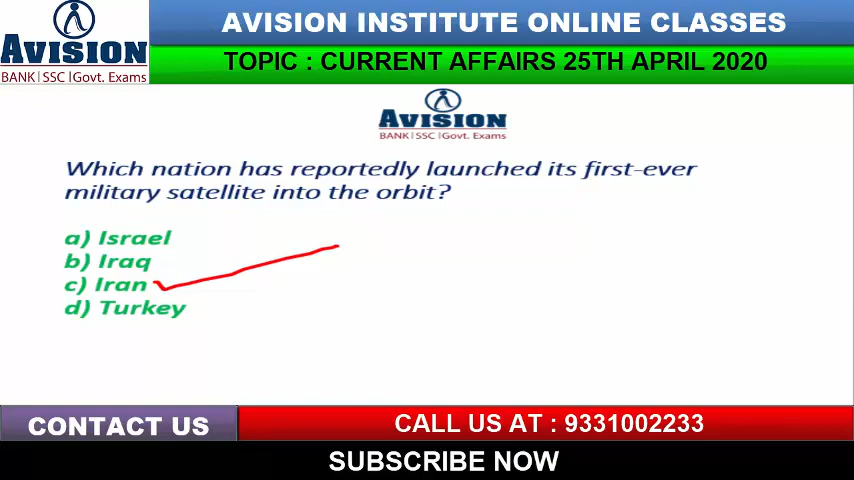 AVISION INSTITUTE ONLINE CLASSES
AVISION
BANK|SSC|Govt. Exams
TOPIC : CURRENT AFFAIRS 25TH APRIL 2020
AVISION
BANK|SSC|Govt. Exams
Which nation has reportedly launched its first-ever
military satellite into the orbit?
a) Israel
b) Iraq
c) Iran
d) Turkey
CONTACT US
CALL US AT : 9331002233
SUBSCRIBE NOW